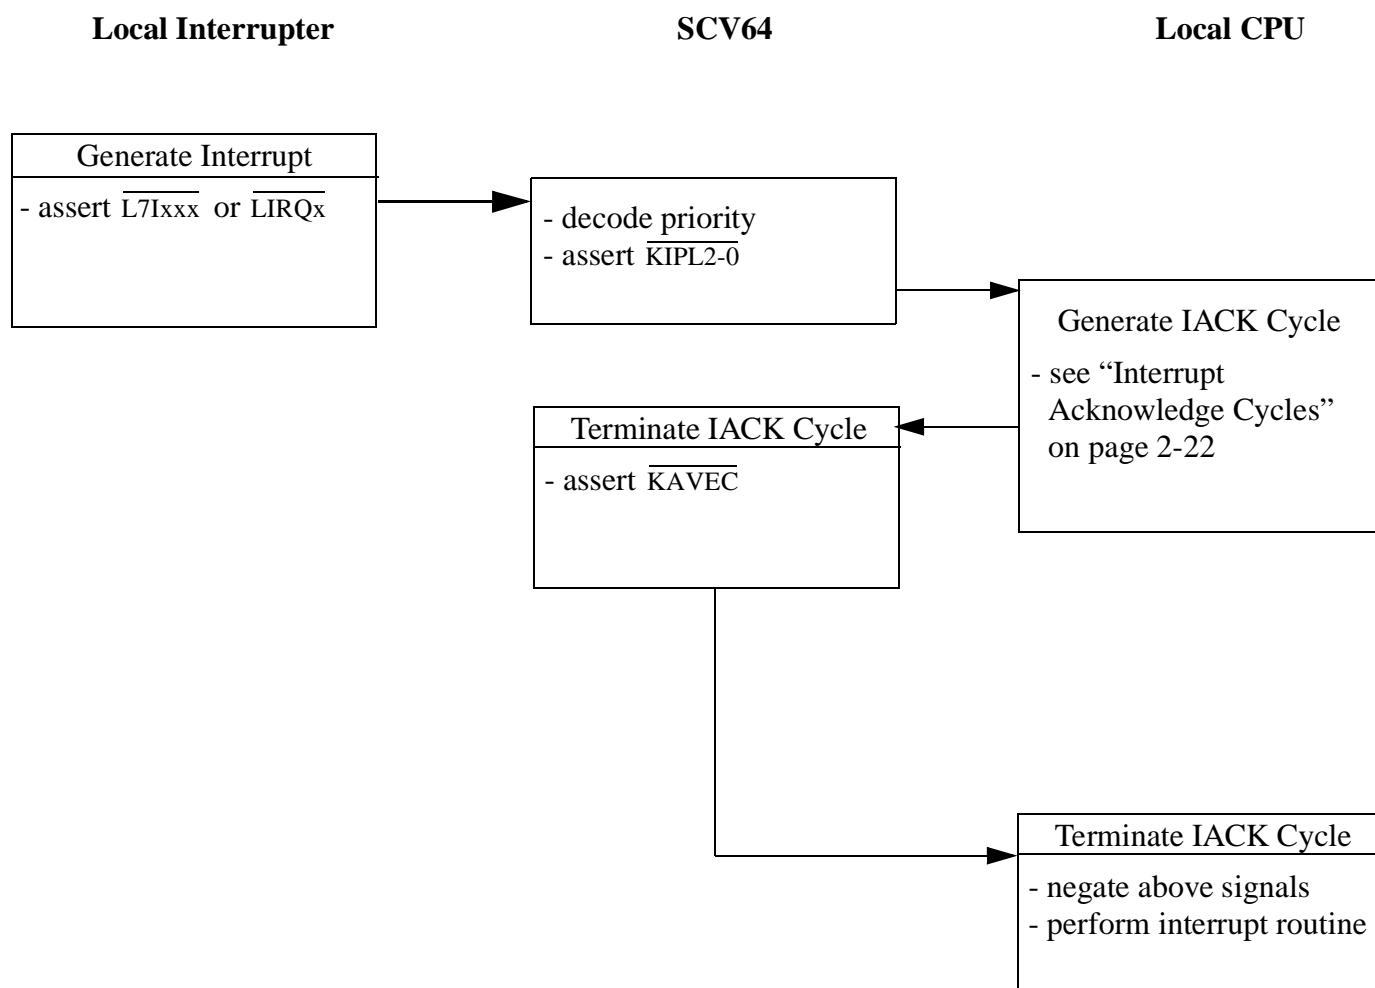 Local Interrupter
SCV64
Local CPU
Generate Interrupt
- assert L7Ixxx or LIRQx
- decode priority
- assert KIPL2-0
Generate IACK Cycle
- see “Interrupt
Acknowledge Cycles”
on page 2-22
Terminate IACK Cycle
- assert KAVEC
Terminate IACK Cycle
- negate above signals
- perform interrupt routine